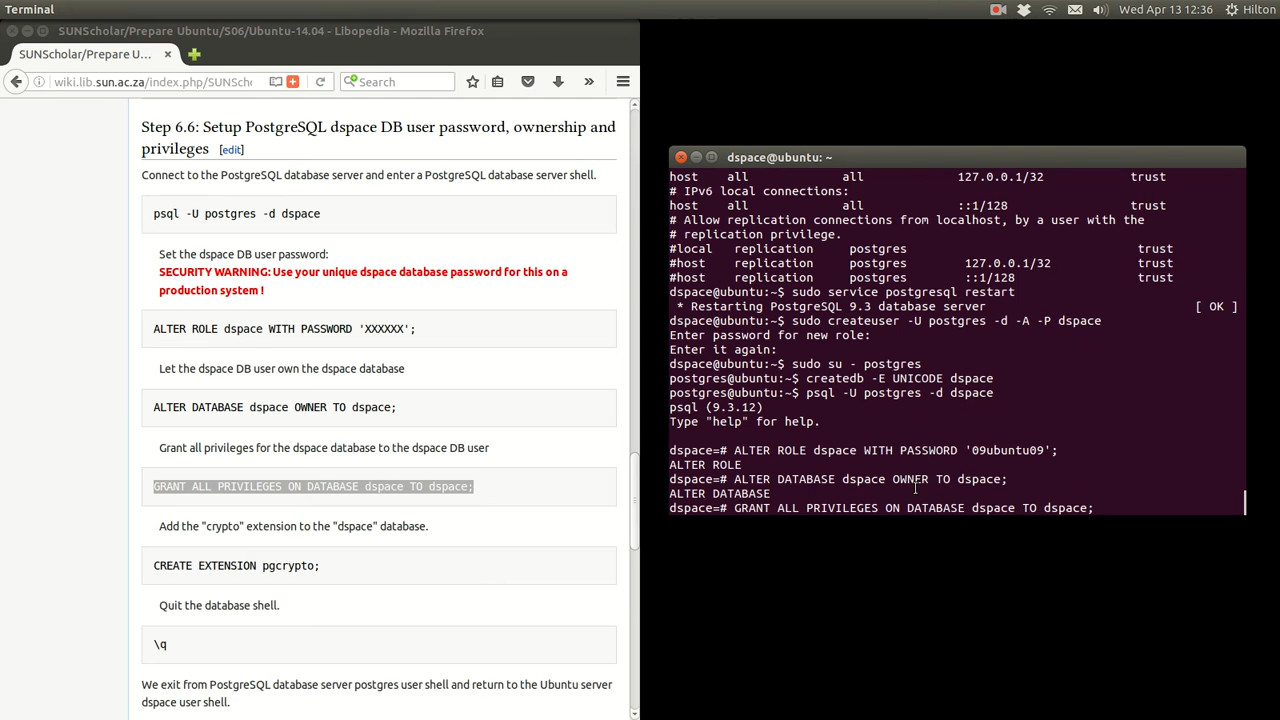 Terminal
Wed Apr 13 12:36
Hilton
SUNScholar/Prepare Ubuntu/S06/Ubuntu-14.04 - Libopedia - Mozilla Firefox
SUNScholar/Prepare U...
wiki.lib.sun.ac.za/index.php/SUNSch
Search
Step 6.6: Setup PostgreSQL dspace DB user password, ownership and
privileges [edit]
Connect to the PostgreSQL database server and enter a PostgreSQL database server shell.
psql -U postgres -d dspace
Set the dspace DB user password:
SECURITY WARNING: Use your unique dspace database password for this on a
production system !
ALTER ROLE dspace WITH PASSWORD 'XXXXXX';
Let the dspace DB user own the dspace database
ALTER DATABASE dspace OWNER TO dspace;
Grant all privileges for the dspace database to the dspace DB user
GRANT ALL PRIVILEGES ON DATABASE dspace TO dspace;
Add the "crypto" extension to the "dspace" database.
CREATE EXTENSION pgcrypto;
Quit the database shell.
\q
We exit from PostgreSQL database server postgres user shell and return to the Ubuntu server
dspace user shell.
dspace@ubuntu: ~
host all all 127.0.0.1/32 trust
# IPv6 local connections:
host all all ::1/128 trust
# Allow replication connections from localhost, by a user with the
# replication privilege.
#local replication postgres trust
#host replication postgres 127.0.0.1/32 trust
#host replication postgres ::1/128 trust
dspace@ubuntu:~$ sudo service postgresql restart
* Restarting PostgreSQL 9.3 database server [ OK ]
dspace@ubuntu:~$ sudo createuser -U postgres -d -A -P dspace
Enter password for new role:
Enter it again:
dspace@ubuntu:~$ sudo su - postgres
postgres@ubuntu:~$ createdb -E UNICODE dspace
postgres@ubuntu:~$ psql -U postgres -d dspace
psql (9.3.12)
Type "help" for help.
dspace=# ALTER ROLE dspace WITH PASSWORD '09ubuntu09';
ALTER ROLE
dspace=# ALTER DATABASE dspace OWNER TO dspace;
ALTER DATABASE
dspace=# GRANT ALL PRIVILEGES ON DATABASE dspace TO dspace;